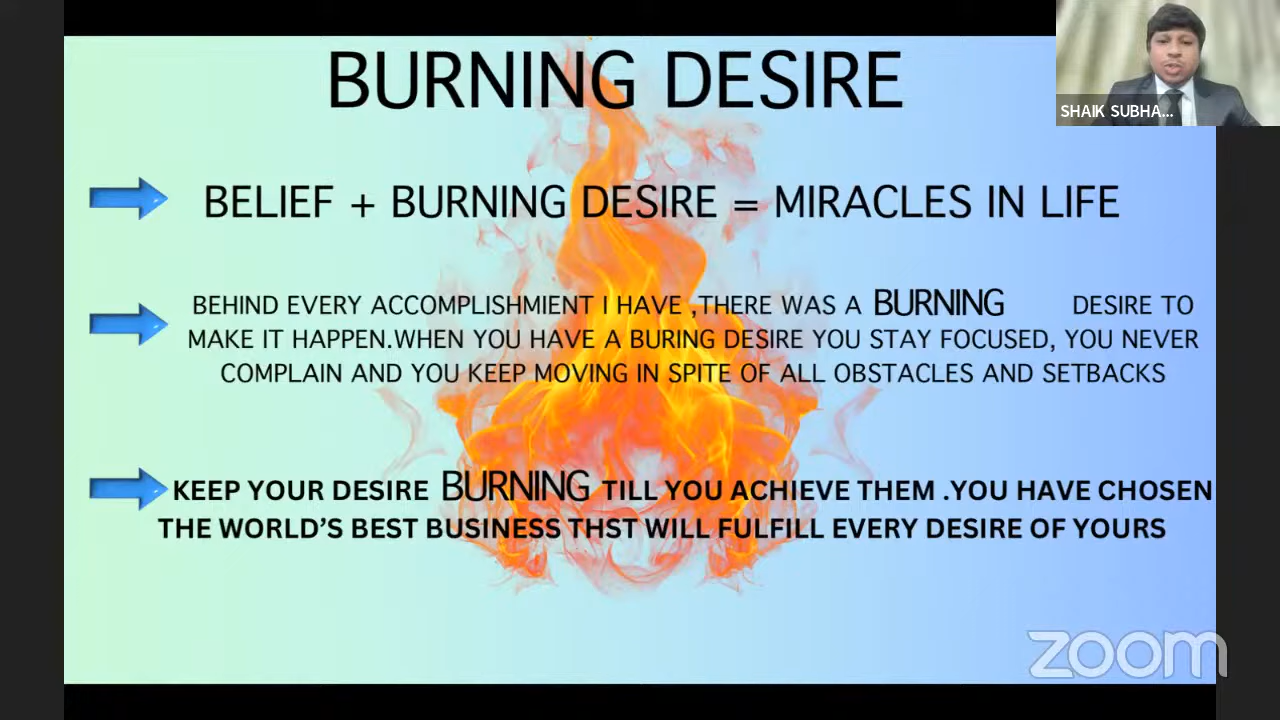 BURNING DESIRE
SHAIK SUBHA...
BELIEF + BURNING DESIRE = MIRACLES IN LIFE
BEHIND EVERY ACCOMPLISHMIENT I HAVE ,THERE WAS A BURNING DESIRE TO
MAKE IT HAPPEN.WHEN YOU HAVE A BURING DESIRE YOU STAY FOCUSED, YOU NEVER
COMPLAIN AND YOU KEEP MOVING IN SPITE OF ALL OBSTACLES AND SETBACKS
KEEP YOUR DESIRE BURNING TILL YOU ACHIEVE THEM .YOU HAVE CHOSEN
THE WORLD'S BEST BUSINESS THST WILL FULFILL EVERY DESIRE OF YOURS
zoom